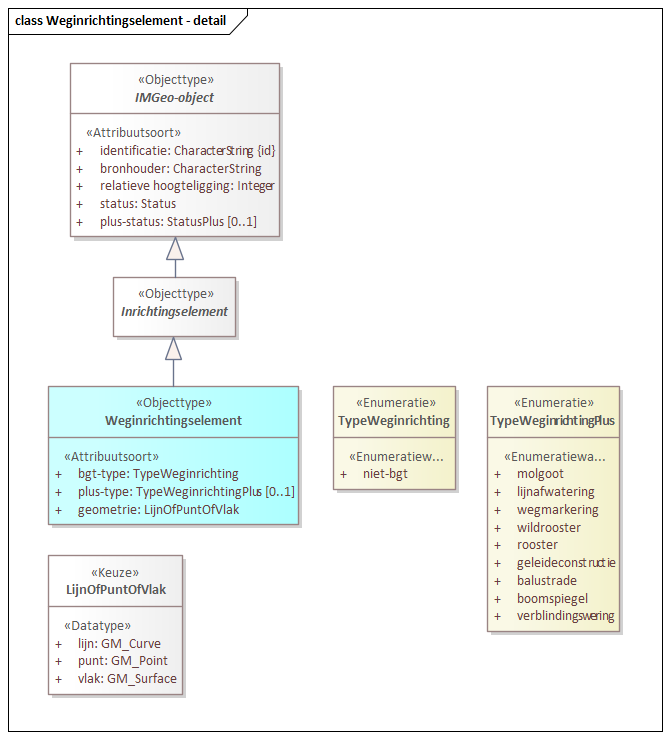 class Weginrichtingselement - detail
«Objecttype»
IMGeo-object
«Attribuutsoort»
+ identificatie: CharacterString {id}
+ bronhouder: CharacterString
+ relatieve hoogteligging: Integer
+ status: Status
+ plus-status: StatusPlus [0..1]
«Objecttype»
Inrichtingselement
«Objecttype»
Weginrichtingselement
«Attribuutsoort»
+ bgt-type: TypeWeginrichting
+ plus-type: TypeWeginrichtingPlus [0..1]
+ geometrie: LijnOfPuntOfVlak
«Enumeratie»
TypeWeginrichting
«Enumeratiew...
+ niet-bgt
«Enumeratie»
TypeWeginrichtingPlus
«Enumeratiewa...
+ molgoot
+ lijnafwatering
+ wegmarkering
+ wildrooster
+ rooster
+ geleideconstructie
+ balustrade
+ boomspiegel
+ verblindingswering
«Keuze»
LijnOfPuntOfVlak
«Datatype»
+ lijn: GM_Curve
+ punt: GM_Point
+ vlak: GM_Surface